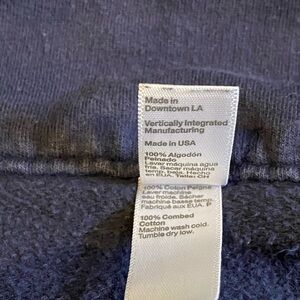 Made in
Downtown LA
Vertically Integrated
Manufacturing
Made in USA
100% Algodón
Peinado
Lavar máquina agua
fría. Secar máquina
temp. baja. Hecho
en EUA. Talla: CH
100% Coton Peigné
Laver machine
eau froide. Sécher
machine basse temp.
Fabriqué aux EUA. P
100% Combed
Cotton
Machine wash cold.
Tumble dry low.